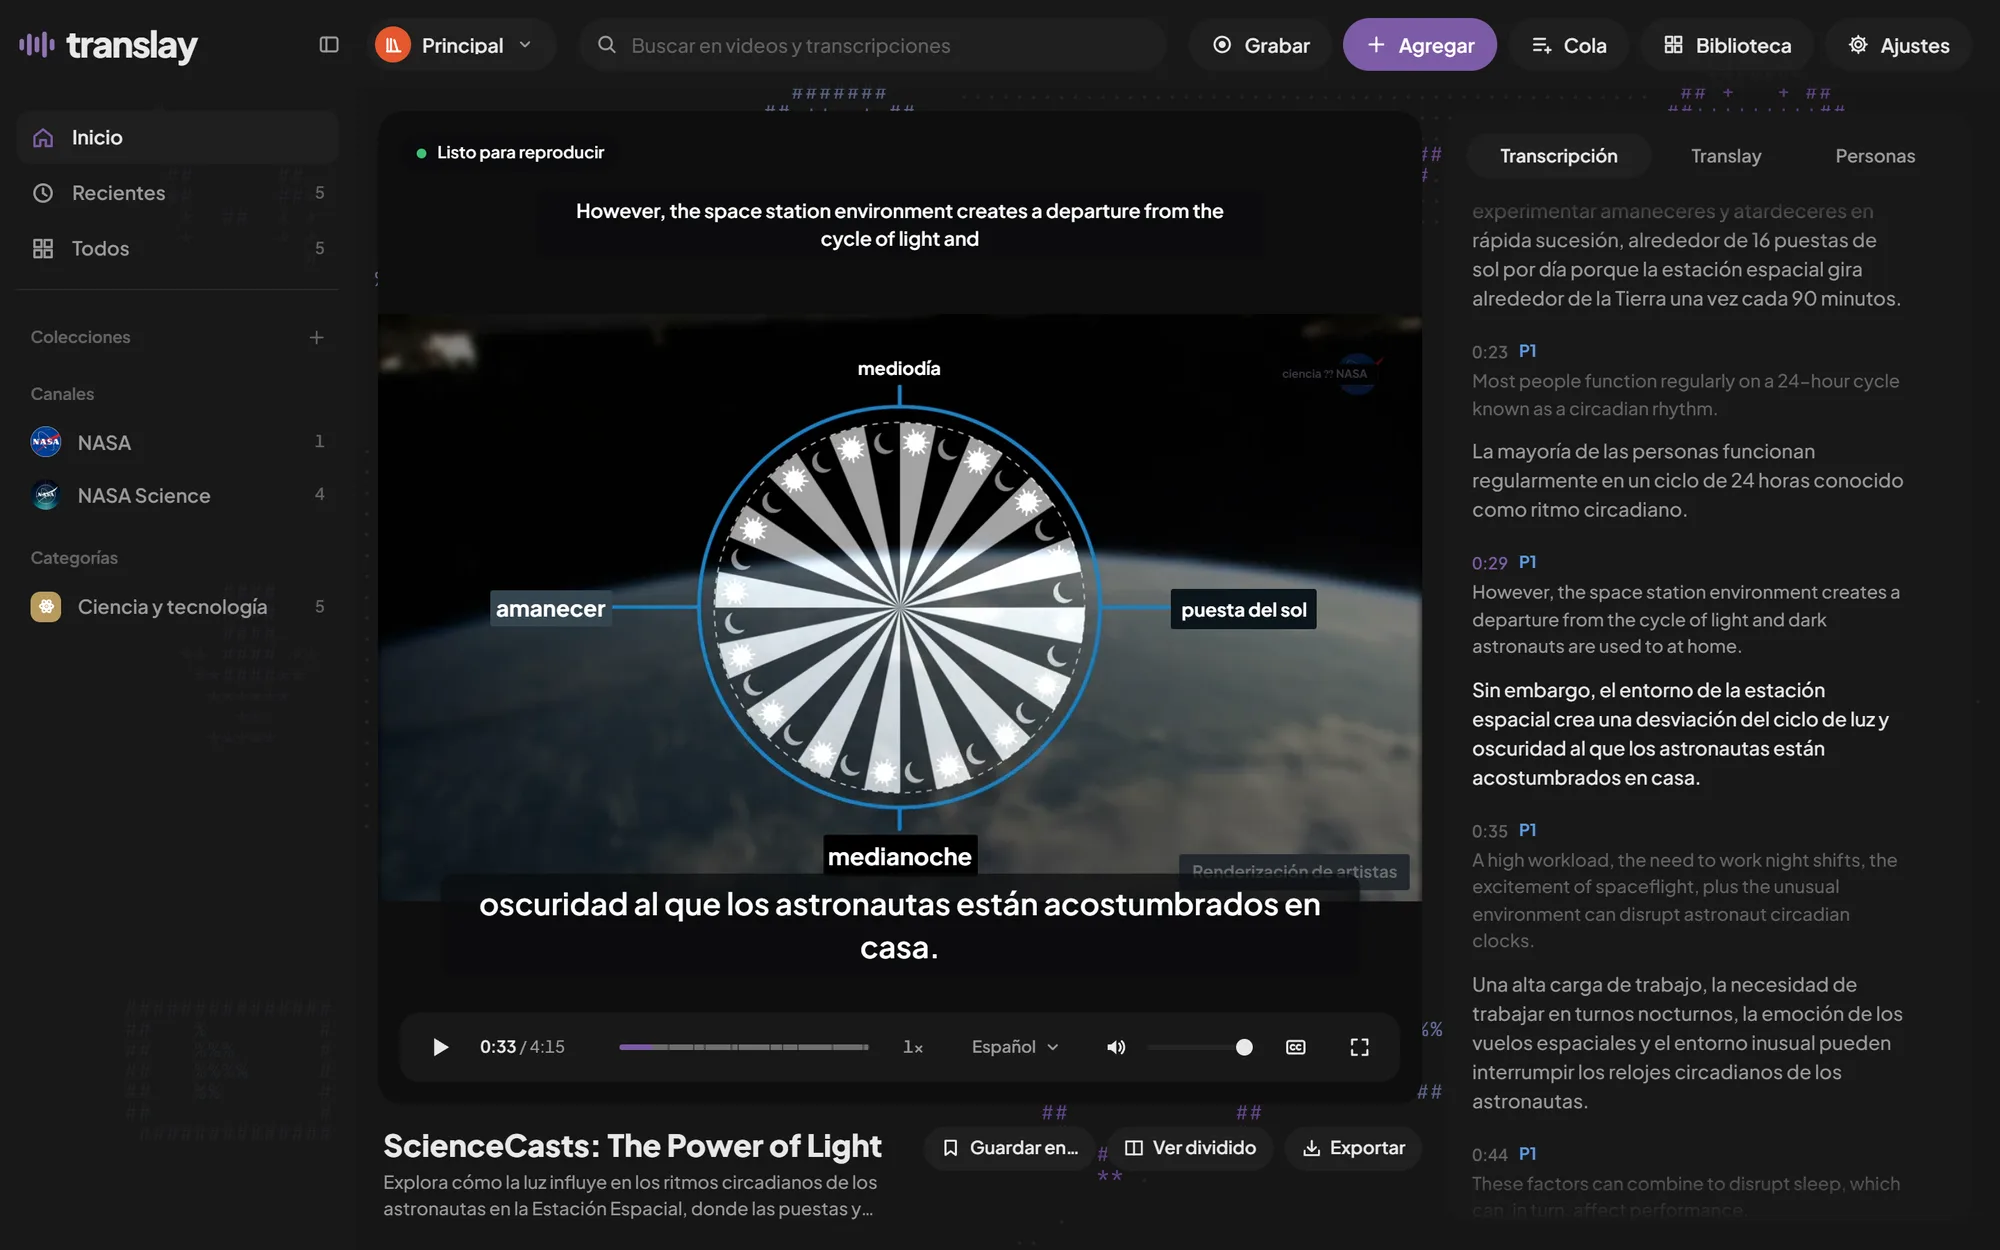 translay
Principal
Buscar en videos y transcripciones
Grabar
Agregar
Cola
Biblioteca
Ajustes
Inicio
Recientes 5
Todos 5
Colecciones
Canales
NASA 1
NASA Science 4
Categorías
Ciencia y tecnología 5
Listo para reproducir
However, the space station environment creates a departure from the
cycle of light and
mediodía
ciencia ?? NASA
amanecer
puesta del sol
medianoche
Renderización de artistas
oscuridad al que los astronautas están acostumbrados en
casa.
0:33 / 4:15
1x
Español
CC
ScienceCasts: The Power of Light
Guardar en…
Ver dividido
Exportar
Explora cómo la luz influye en los ritmos circadianos de los
astronautas en la Estación Espacial, donde las puestas y…
Transcripción
Translay
Personas
experimentar amaneceres y atardeceres en
rápida sucesión, alrededor de 16 puestas de
sol por día porque la estación espacial gira
alrededor de la Tierra una vez cada 90 minutos.
0:23 P1
Most people function regularly on a 24-hour cycle
known as a circadian rhythm.
La mayoría de las personas funcionan
regularmente en un ciclo de 24 horas conocido
como ritmo circadiano.
0:29 P1
However, the space station environment creates a
departure from the cycle of light and dark
astronauts are used to at home.
Sin embargo, el entorno de la estación
espacial crea una desviación del ciclo de luz y
oscuridad al que los astronautas están
acostumbrados en casa.
0:35 P1
A high workload, the need to work night shifts, the
excitement of spaceflight, plus the unusual
environment can disrupt astronaut circadian
clocks.
Una alta carga de trabajo, la necesidad de
trabajar en turnos nocturnos, la emoción de los
vuelos espaciales y el entorno inusual pueden
interrumpir los relojes circadianos de los
astronautas.
0:44 P1
These factors can combine to disrupt sleep, which
can, in turn, affect performance.